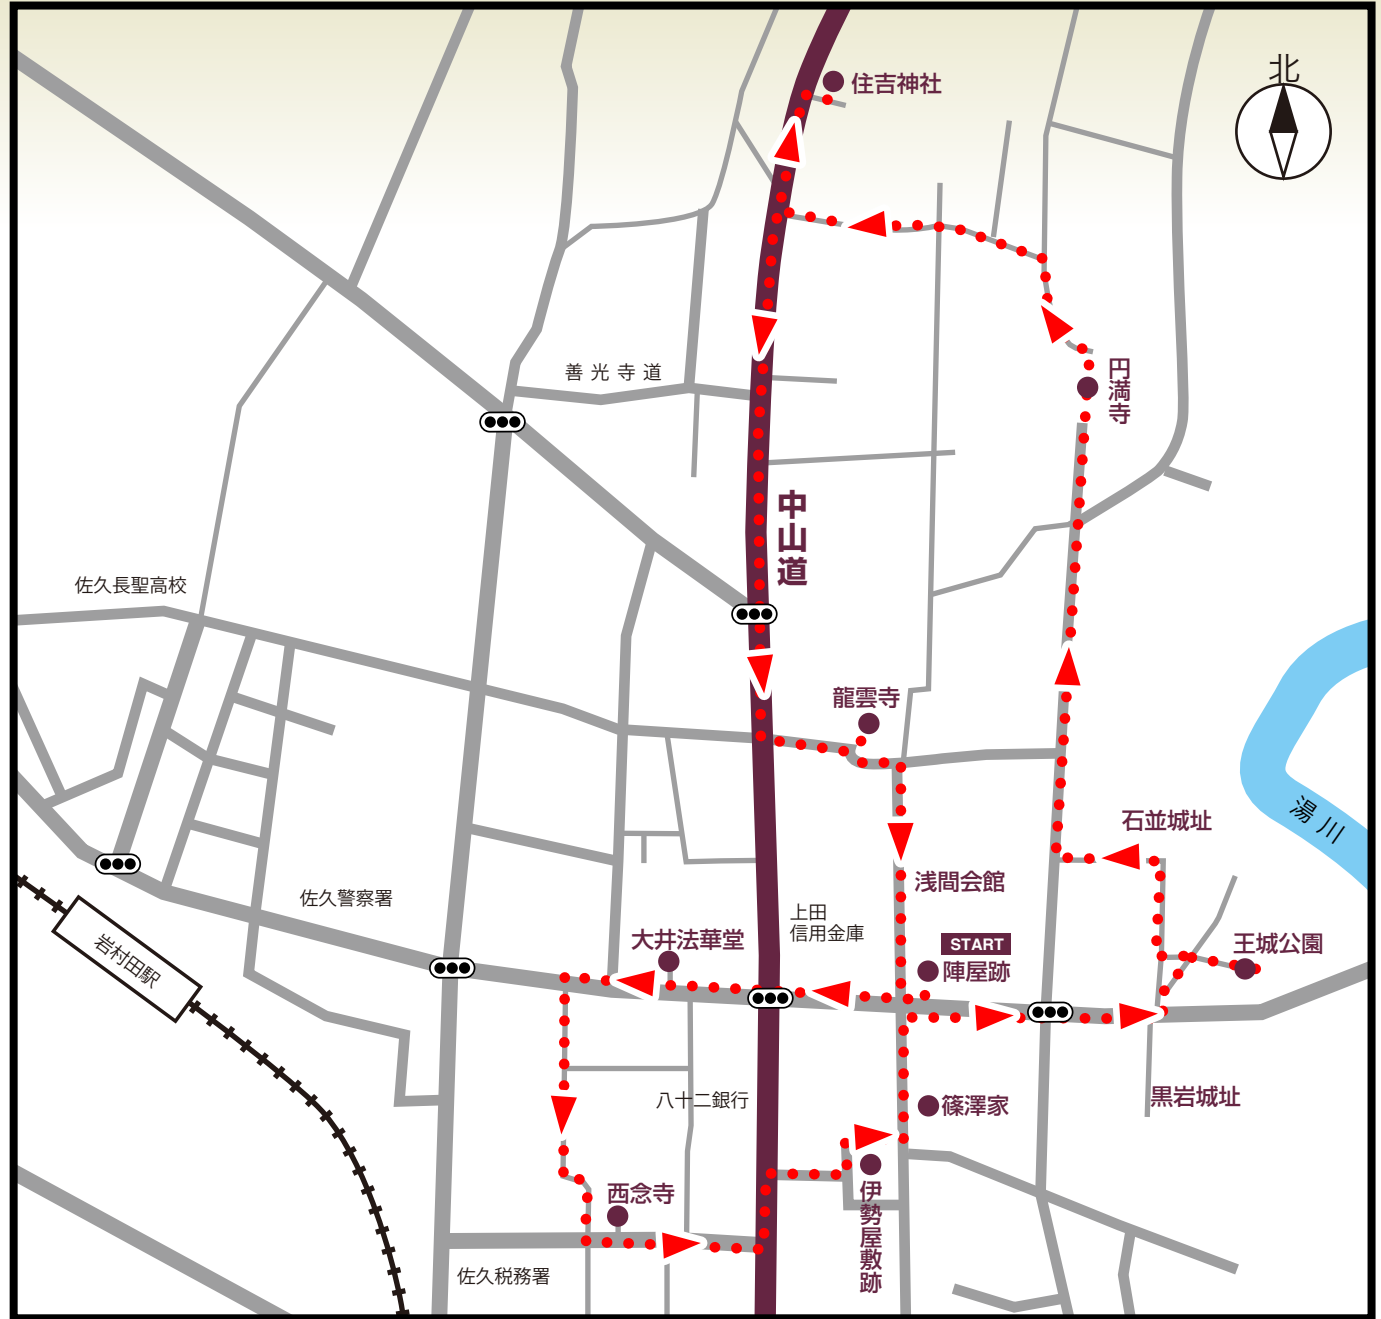 北
住吉神社
円満寺
善光寺道
中山道
佐久長聖高校
龍雲寺
石並城址
湯川
浅間会館
佐久警察署
上田
信用金庫
大井法華堂
START
陣屋跡
王城公園
岩村田駅
八十二銀行
篠澤家
黒岩城址
西念寺
伊勢屋敷跡
佐久税務署